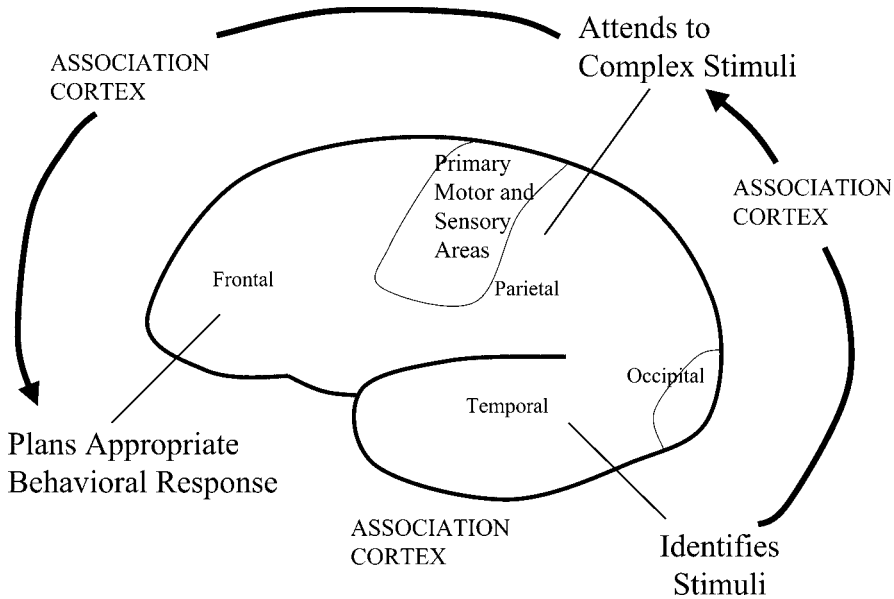 Attends to
Complex Stimuli
ASSOCIATION
CORTEX
Primary
Motor and
Sensory
Areas
ASSOCIATION
CORTEX
Frontal
Parietal
Occipital
Temporal
Plans Appropriate
Behavioral Response
ASSOCIATION
CORTEX
Identifies
Stimuli